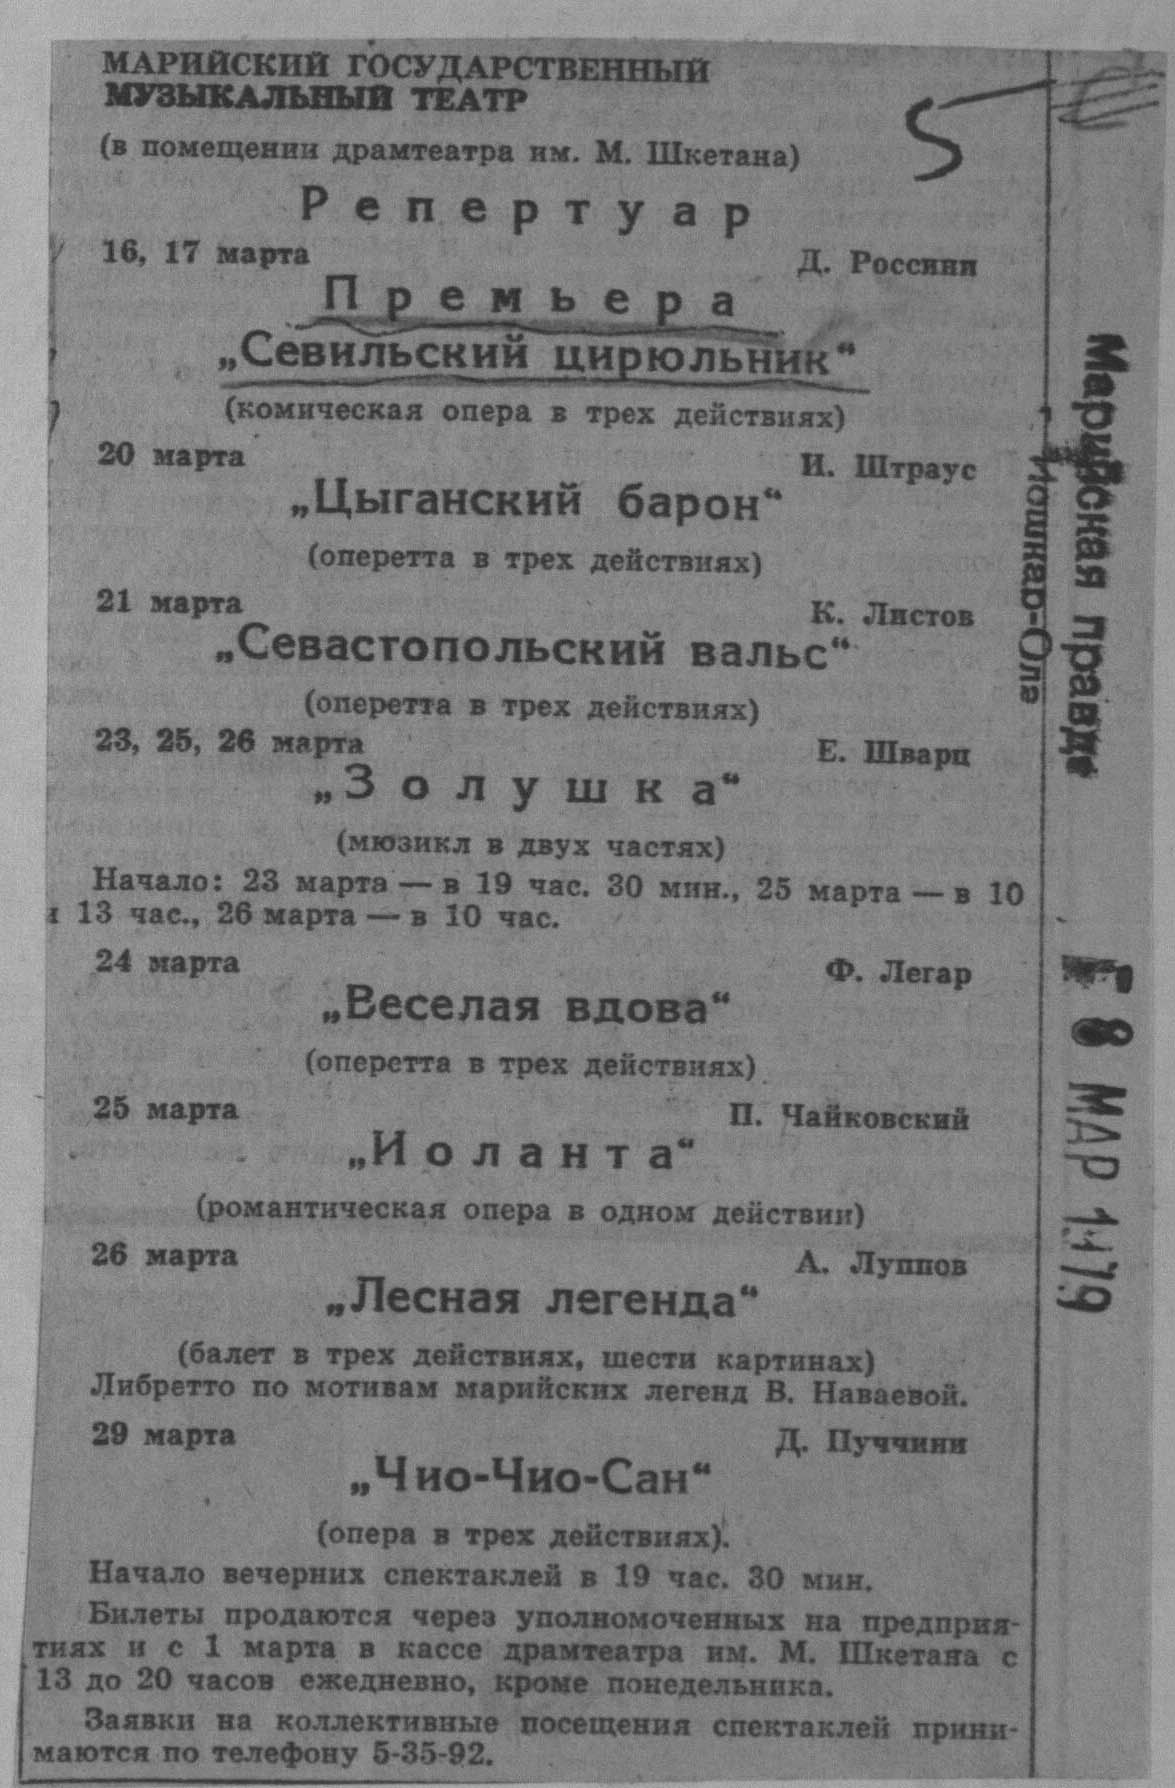 МАРИЙСКИЙ ГОСУДАРСТВЕННЫЙ
МУЗЫКАЛЬНЫЙ ТЕАТР
(в помещении драмтеатра им. М. Шкетана)
5
Репертуар
16, 17 марта
Д. Россини
Премьера
„Севильский цирюльник“
(комическая опера в трех действиях)
20 марта
И. Штраус
„Цыганский барон“
(оперетта в трех действиях)
21 марта
К. Листов
„Севастопольский вальс“
(оперетта в трех действиях)
23, 25, 26 марта
Е. Шварц
„Золушка“
(мюзикл в двух частях)
Начало: 23 марта — в 19 час. 30 мин., 25 марта — в 10
и 13 час., 26 марта — в 10 час.
24 марта
Ф. Легар
„Веселая вдова“
(оперетта в трех действиях)
25 марта
П. Чайковский
„Иоланта“
(романтическая опера в одном действии)
26 марта
А. Луппов
„Лесная легенда“
(балет в трех действиях, шести картинах)
Либретто по мотивам марийских легенд В. Наваевой.
29 марта
Д. Пуччини
„Чио-Чио-Сан“
(опера в трех действиях).
Начало вечерних спектаклей в 19 час. 30 мин.
Билеты продаются через уполномоченных на предприя-
тиях и с 1 марта в кассе драмтеатра им. М. Шкетана с
13 до 20 часов ежедневно, кроме понедельника.
Заявки на коллективные посещения спектаклей прини-
маются по телефону 5-35-92.
Марийская правда
Йошкар-Ола
8 МАР